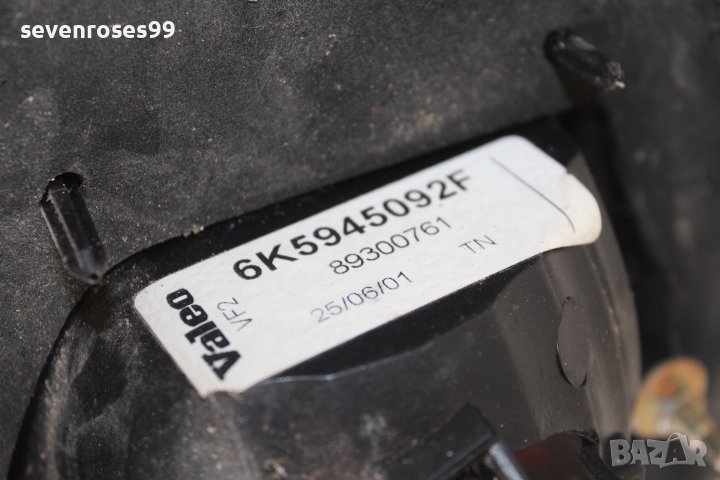 sevenroses99
6K5945092F
89300761
TN
25/06/01
Valeo
VF2
BAZAR